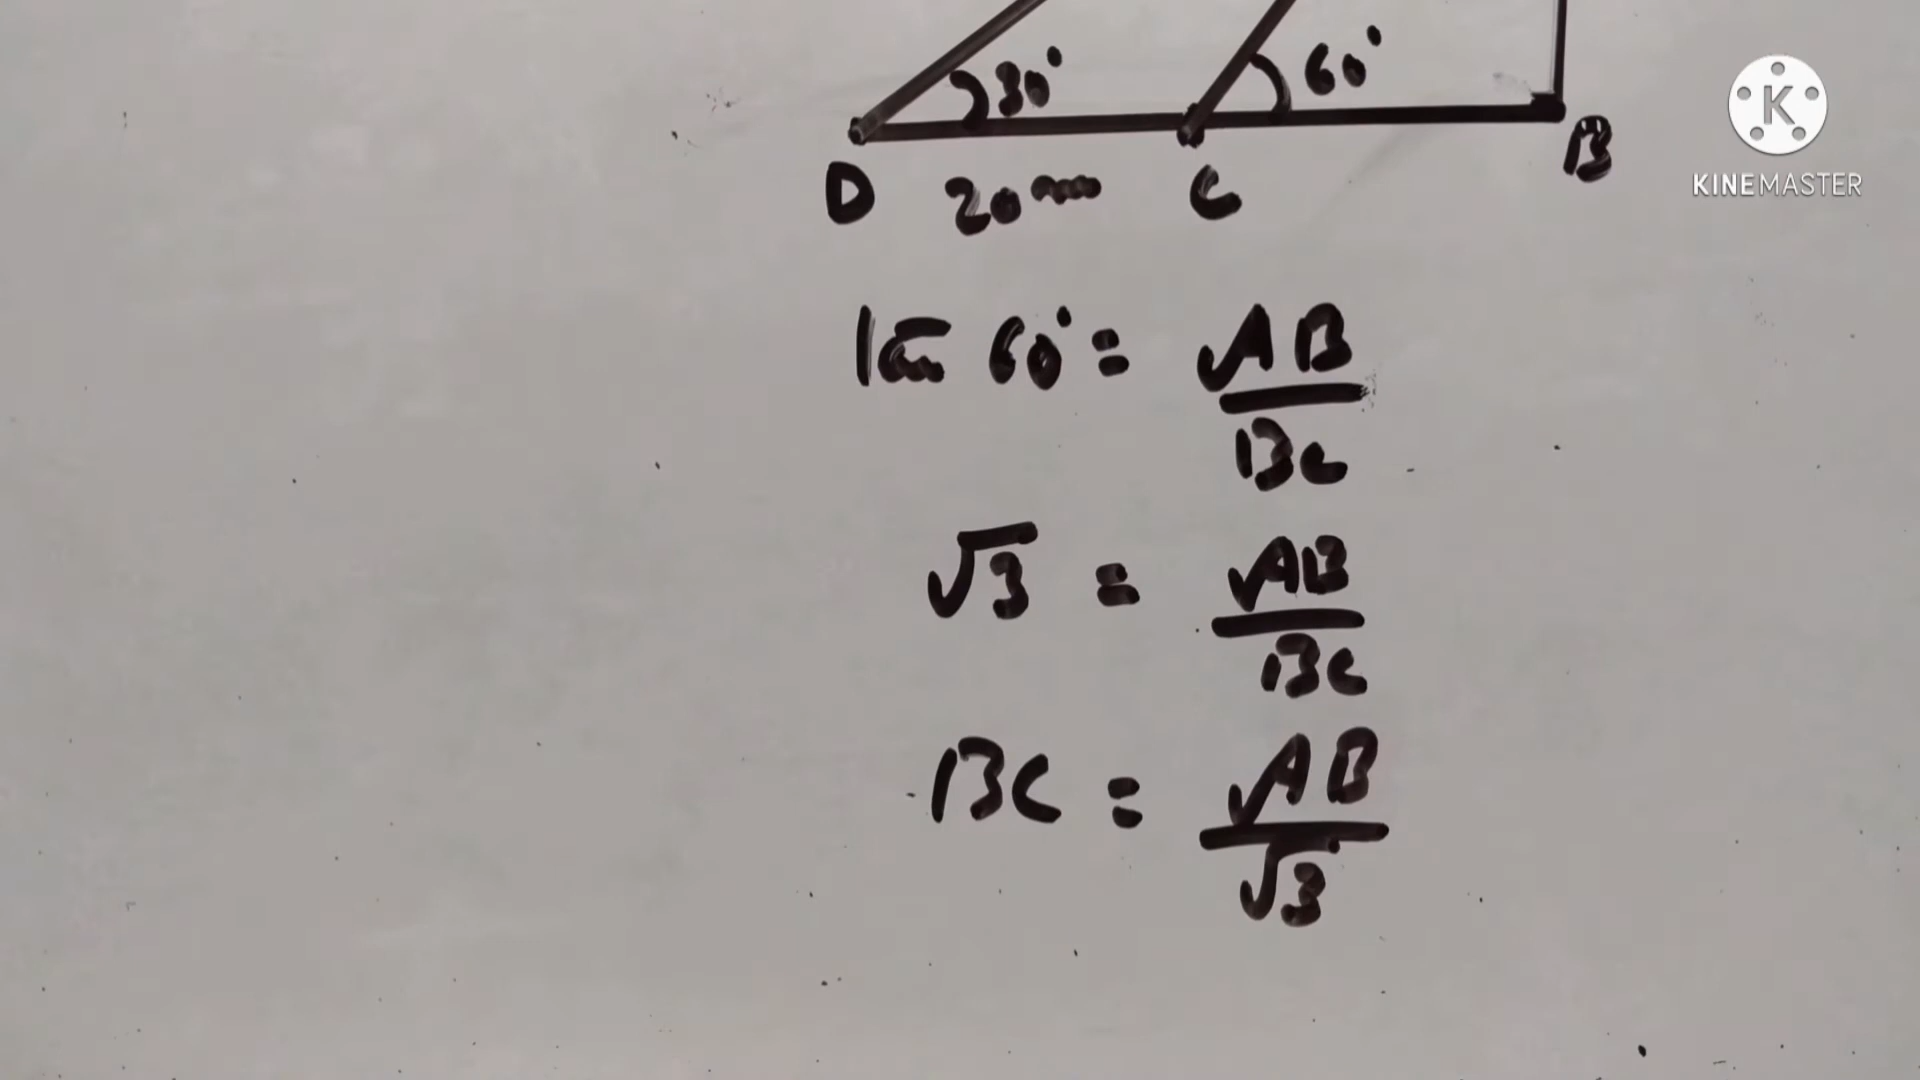 30° 60°
K
KINEMASTER
B
D 20m C
tan 60° = AB/BC
√3 = AB/BC
BC = AB/√3